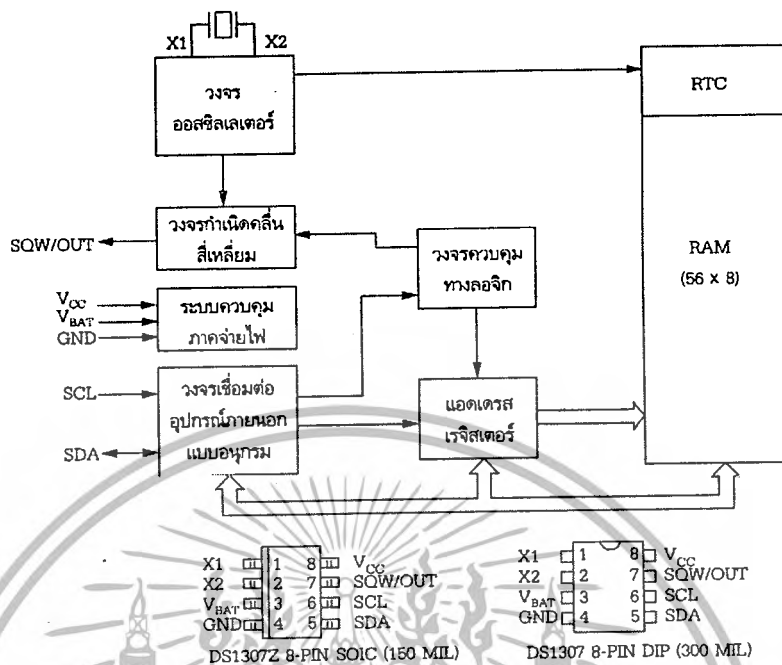 X1
X2
วงจร
ออสซิลเลเตอร์
RTC
วงจรกำเนิดคลื่น
สี่เหลี่ยม
SQW/OUT
วงจรควบคุม
ทางลอจิก
RAM
(56 x 8)
VCC
VBAT
GND
ระบบควบคุม
ภาคจ่ายไฟ
SCL
SDA
วงจรเชื่อมต่อ
อุปกรณ์ภายนอก
แบบอนุกรม
แอดเดรส
เรจิสเตอร์
X1 1 8 VCC
X2 2 7 SQW/OUT
VBAT 3 6 SCL
GND 4 5 SDA
DS1307Z 8-PIN SOIC (150 MIL)
X1 1 8 VCC
X2 2 7 SQW/OUT
VBAT 3 6 SCL
GND 4 5 SDA
DS1307 8-PIN DIP (300 MIL)